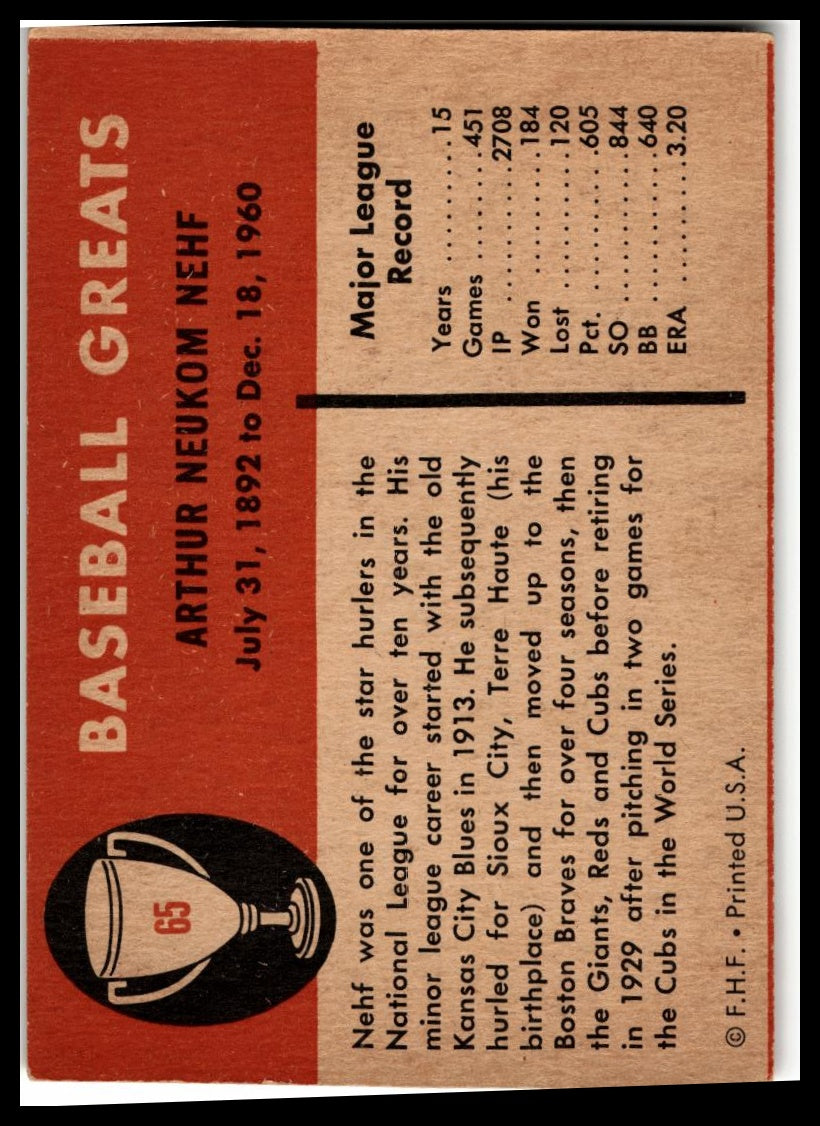 65
BASEBALL GREATS
ARTHUR NEUKOM NEHF
July 31, 1892 to Dec. 18, 1960
Nehf was one of the star hurlers in the
National League for over ten years. His
minor league career started with the old
Kansas City Blues in 1913. He subsequently
hurled for Sioux City, Terre Haute (his
birthplace) and then moved up to the
Boston Braves for over four seasons, then
the Giants, Reds and Cubs before retiring
in 1929 after pitching in two games for
the Cubs in the World Series.
Major League
Record
Years .......... 15
Games ........ 451
IP ............ 2708
Won .......... 184
Lost .......... 120
Pct. .......... .605
SO ............ 844
BB ............ 640
ERA .......... 3.20
© F.H.F. • Printed U.S.A.